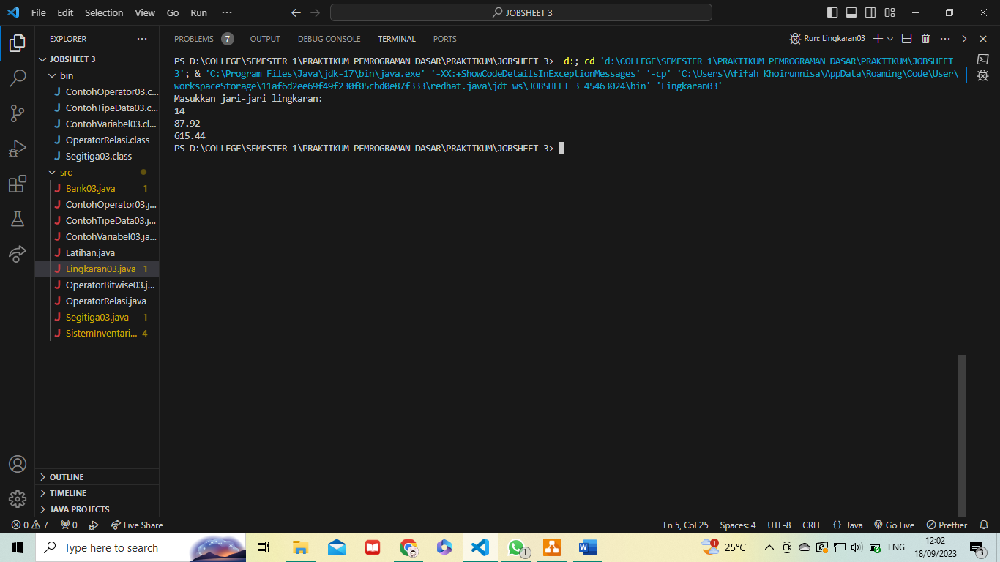 File Edit Selection View Go Run ··· JOBSHEET 3
EXPLORER ···
JOBSHEET 3
bin
ContohOperator03.c...
ContohTipeData03.c...
ContohVariabel03.cl...
OperatorRelasi.class
Segitiga03.class
src
Bank03.java 1
ContohOperator03.j...
ContohTipeData03.j...
ContohVariabel03.ja...
Latihan.java
Lingkaran03.java 1
OperatorBitwise03.j...
OperatorRelasi.java
Segitiga03.java 1
SistemInventari... 4
OUTLINE
TIMELINE
JAVA PROJECTS
PROBLEMS 7 OUTPUT DEBUG CONSOLE TERMINAL PORTS Run: Lingkaran03
PS D:\COLLEGE\SEMESTER 1\PRAKTIKUM PEMROGRAMAN DASAR\PRAKTIKUM\JOBSHEET 3>  d:; cd 'd:\COLLEGE\SEMESTER 1\PRAKTIKUM PEMROGRAMAN DASAR\PRAKTIKUM\JOBSHEET
3'; & 'C:\Program Files\Java\jdk-17\bin\java.exe' '-XX:+ShowCodeDetailsInExceptionMessages' '-cp' 'C:\Users\Afifah Khoirunnisa\AppData\Roaming\Code\User\
workspaceStorage\11af6d2ee69f49f230f05cbd0e87f333\redhat.java\jdt_ws\JOBSHEET 3_45463024\bin' 'Lingkaran03'
Masukkan jari-jari lingkaran:
14
87.92
615.44
PS D:\COLLEGE\SEMESTER 1\PRAKTIKUM PEMROGRAMAN DASAR\PRAKTIKUM\JOBSHEET 3>
0 7 0 Live Share Ln 5, Col 25 Spaces: 4 UTF-8 CRLF {} Java Go Live Prettier
Type here to search 1 1 25°C ENG 12:02
18/09/2023 3